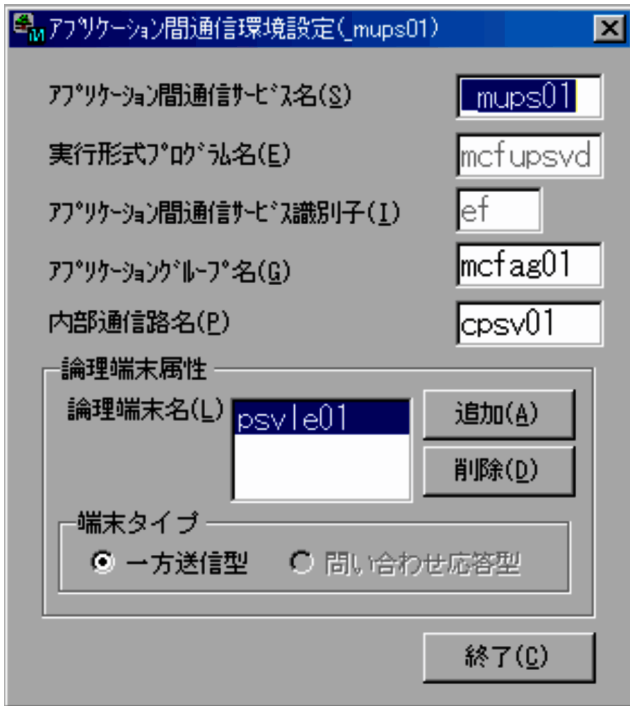 アプリケーション間通信環境設定(_mups01)
アプリケーション間通信サービス名(S) _mups01
実行形式プログラム名(E) mcfupsvd
アプリケーション間通信サービス識別子(I) ef
アプリケーショングループ名(G) mcfag01
内部通信路名(P) cpsv01
論理端末属性
論理端末名(L) psvle01 追加(A)
削除(D)
端末タイプ
一方送信型 問い合わせ応答型
終了(C)